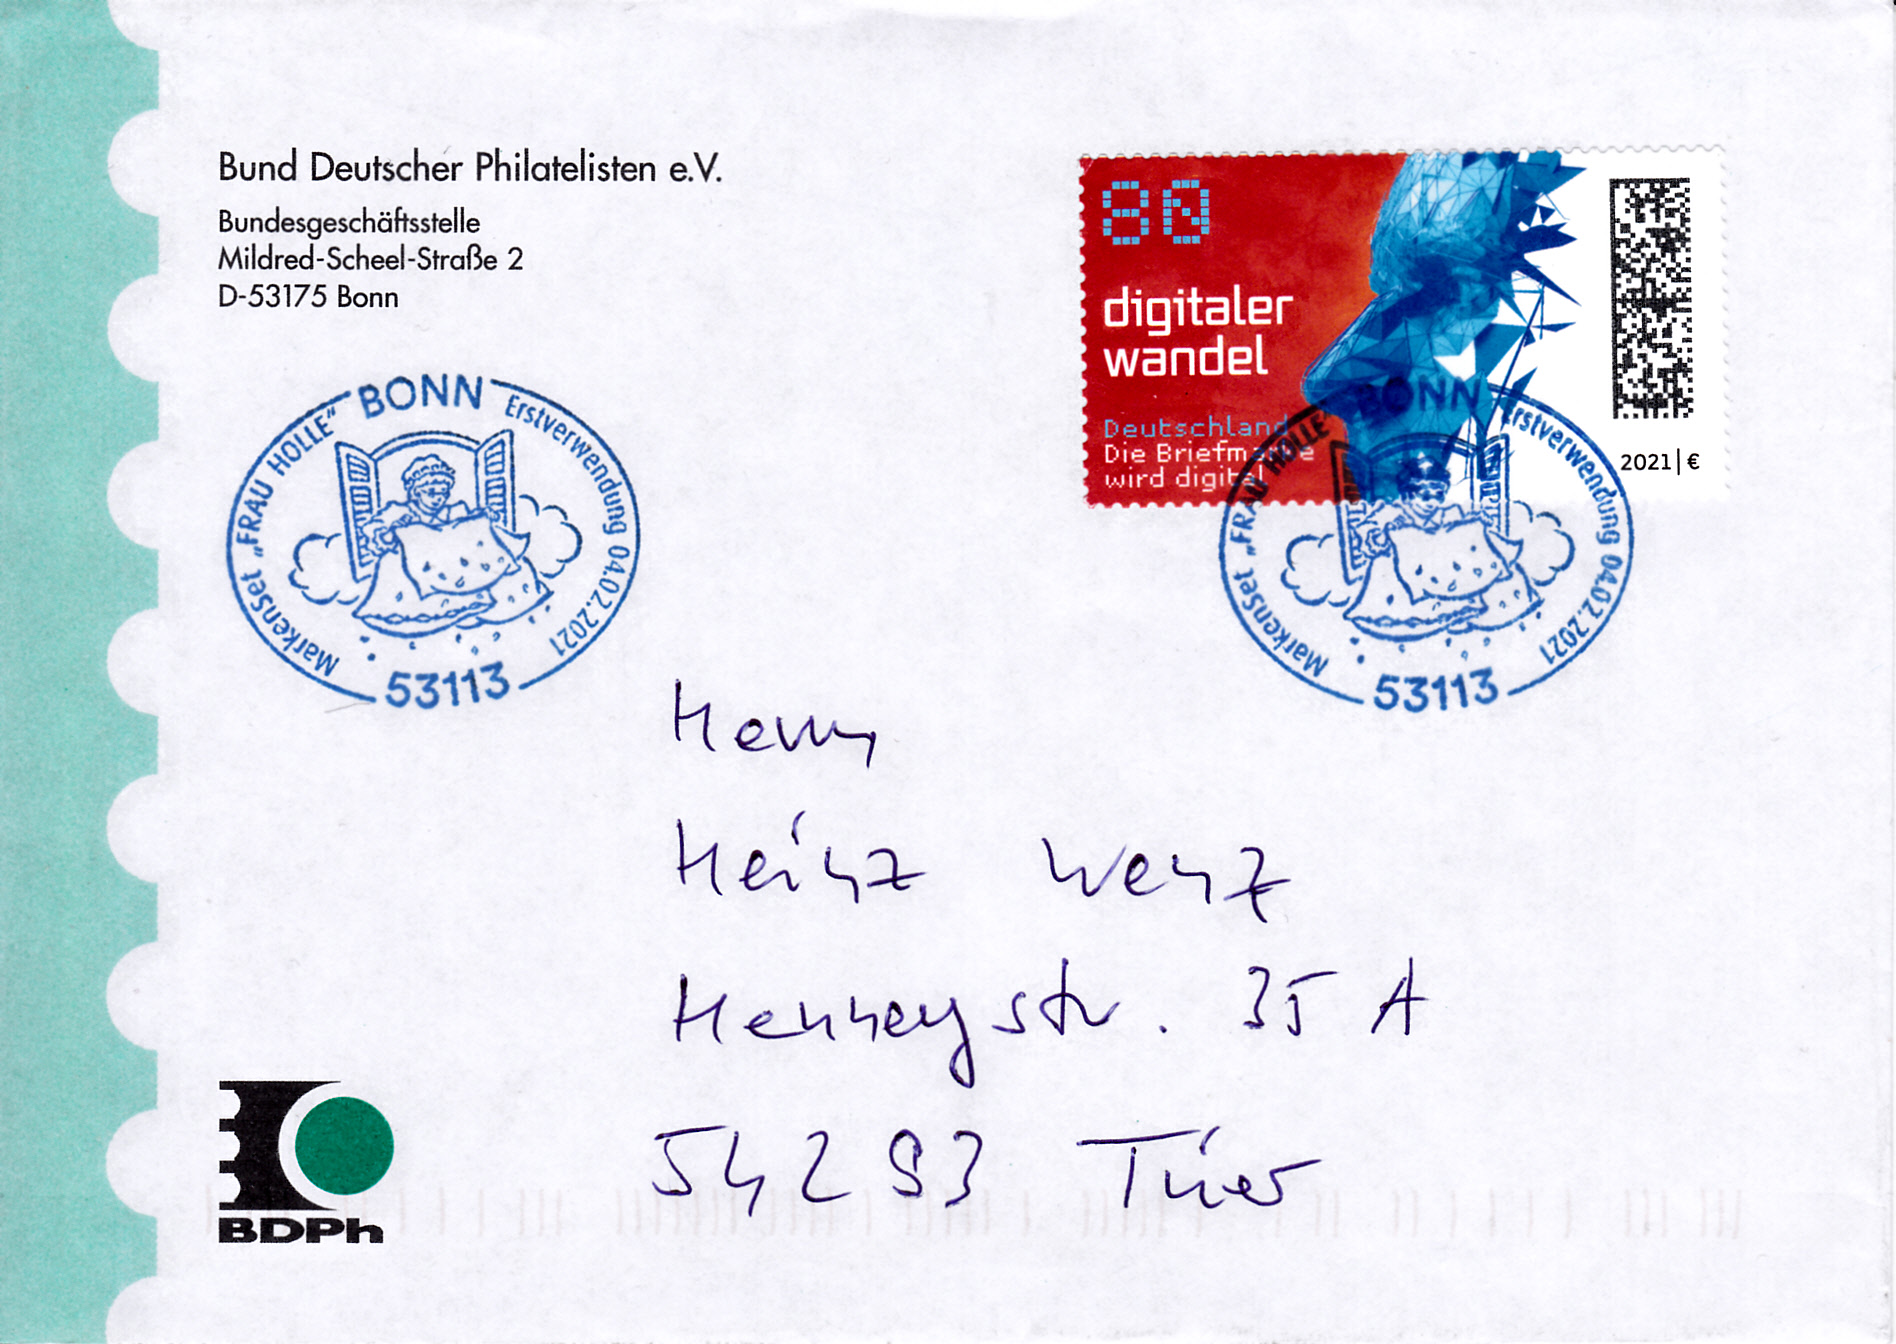 Bund Deutscher Philatelisten e.V.
Bundesgeschäftsstelle
Mildred-Scheel-Straße 2
D-53175 Bonn
80
digitaler
wandel
Deutschland
Die Briefmarke
wird digital
2021 | €
BONN
Markenset „FRAU HOLLE“
Erstverwendung 04.02.2021
53113
BONN
Markenset „FRAU HOLLE“
Erstverwendung 04.02.2021
53113
Herrn
Heinz Wenz
Henneystr. 35 A
54293 Trier
BDPh